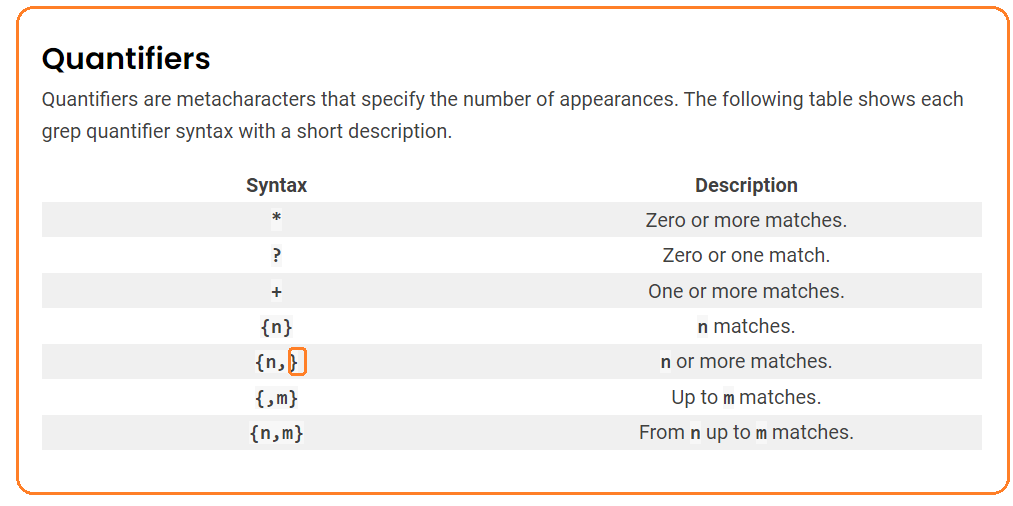 Quantifiers
Quantifiers are metacharacters that specify the number of appearances. The following table shows each
grep quantifier syntax with a short description.
Syntax Description
* Zero or more matches.
? Zero or one match.
+ One or more matches.
{n} n matches.
{n,} n or more matches.
{,m} Up to m matches.
{n,m} From n up to m matches.